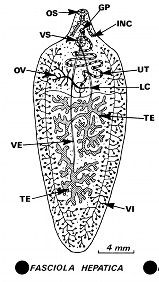 OS GP
INC
VS
OV UT
LC
TE
VE
TE
VI
4 mm
FASCIOLA HEPATICA